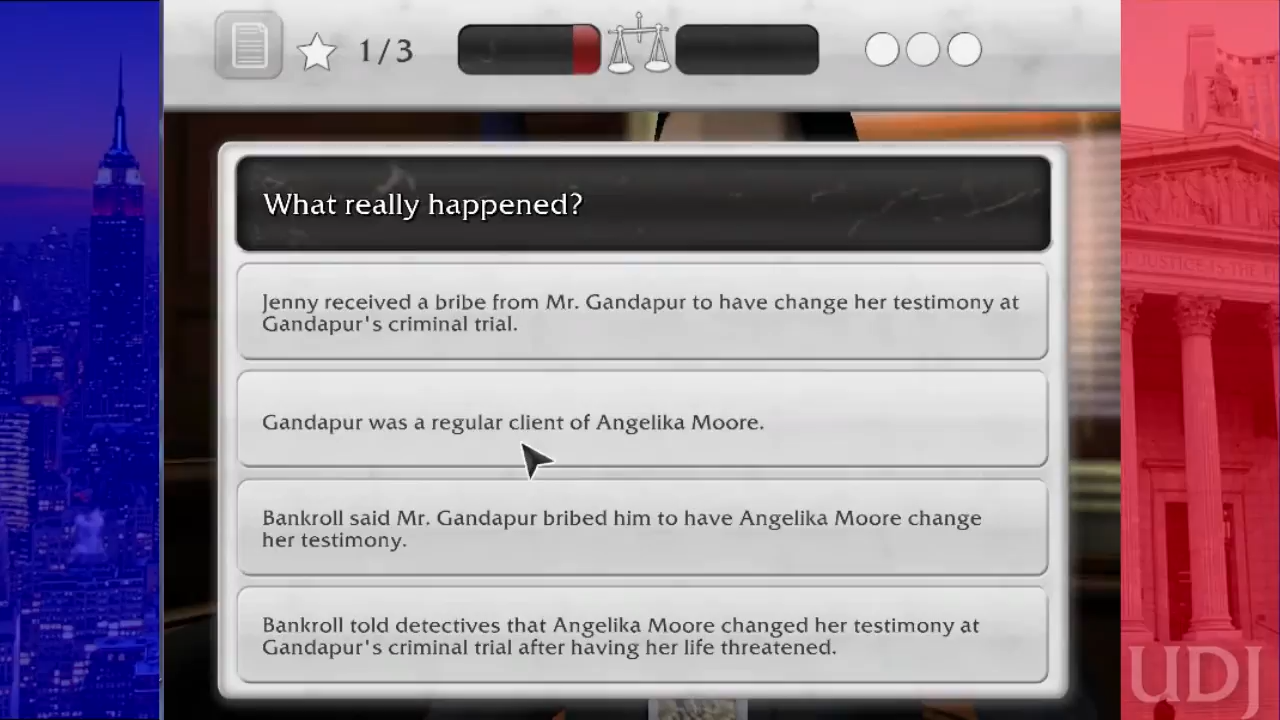 1/3
What really happened?
Jenny received a bribe from Mr. Gandapur to have change her testimony at
Gandapur's criminal trial.
Gandapur was a regular client of Angelika Moore.
Bankroll said Mr. Gandapur bribed him to have Angelika Moore change
her testimony.
Bankroll told detectives that Angelika Moore changed her testimony at
Gandapur's criminal trial after having her life threatened.
JUSTICE IS THE
UDJ